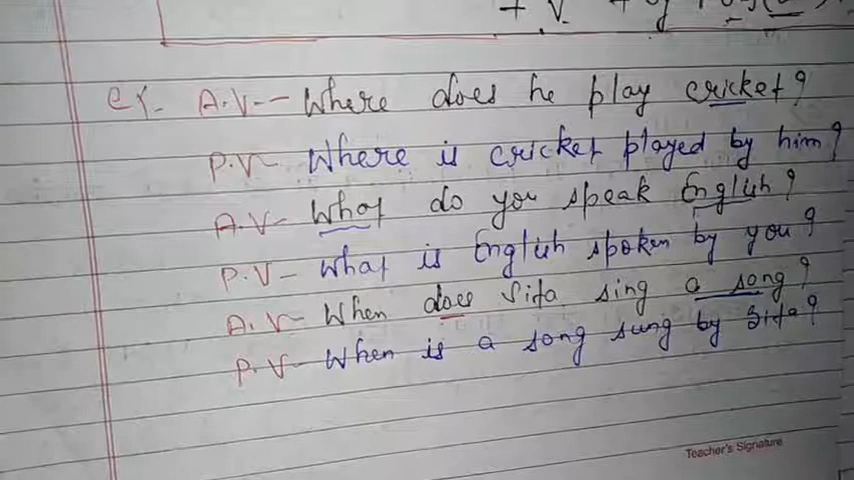 + V.
ex. A.V-- Where does he play cricket?
P.V- Where is cricket played by him?
A.V- What do you speak English?
P.V- What is English spoken by you?
A.V- When does Sita sing a song?
P.V- When is a song sung by Sita?
Teacher's Signature